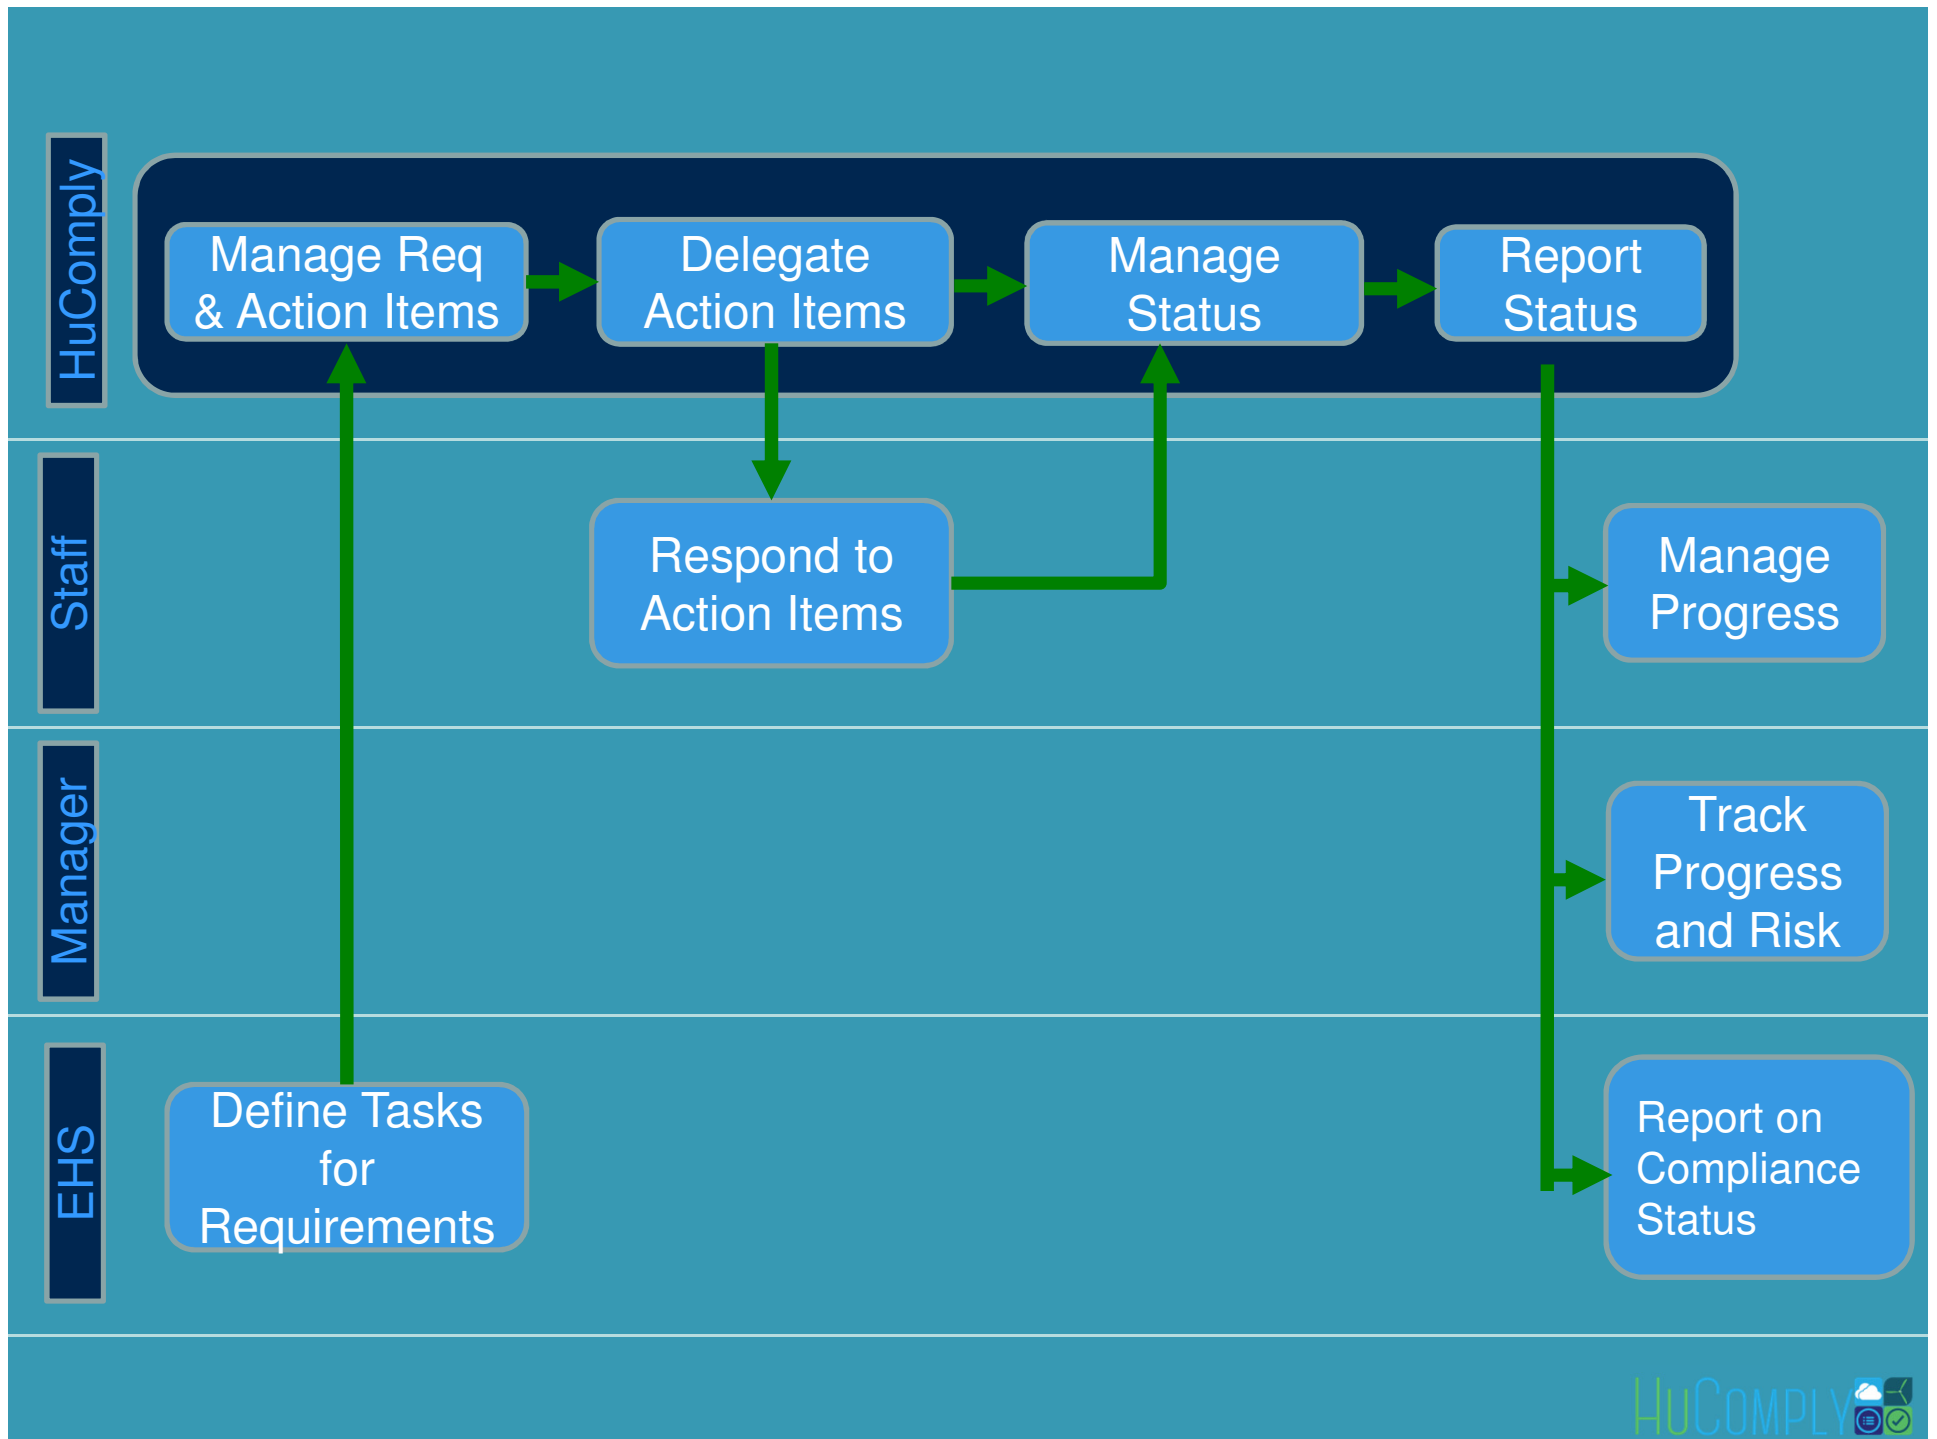 HuComply
Manage Req
& Action Items
Delegate
Action Items
Manage
Status
Report
Status
Staff
Respond to
Action Items
Manage
Progress
Manager
Track
Progress
and Risk
EHS
Define Tasks
for
Requirements
Report on
Compliance
Status
HUCOMPLY